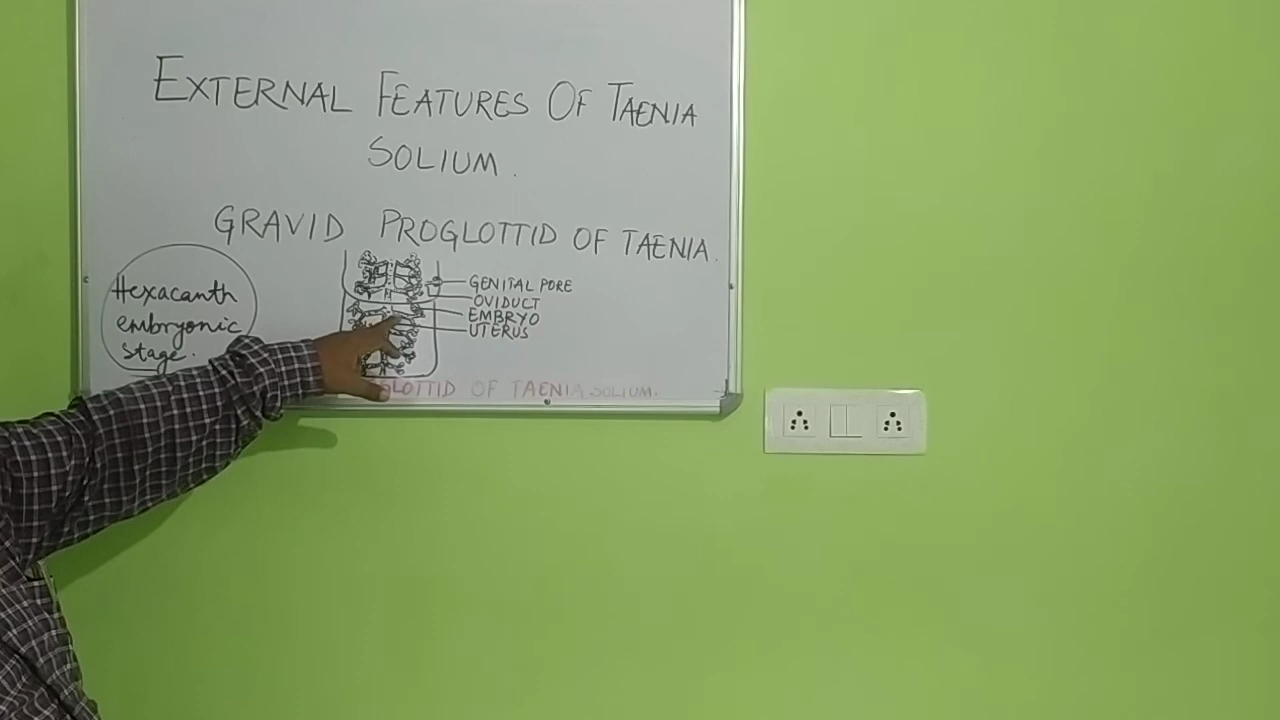 EXTERNAL FEATURES OF TAENIA
SOLIUM.
GRAVID PROGLOTTID OF TAENIA.
Hexacanth
embryonic
stage.
GENITAL PORE
OVIDUCT
EMBRYO
UTERUS
OF TAENIA SOLIUM.